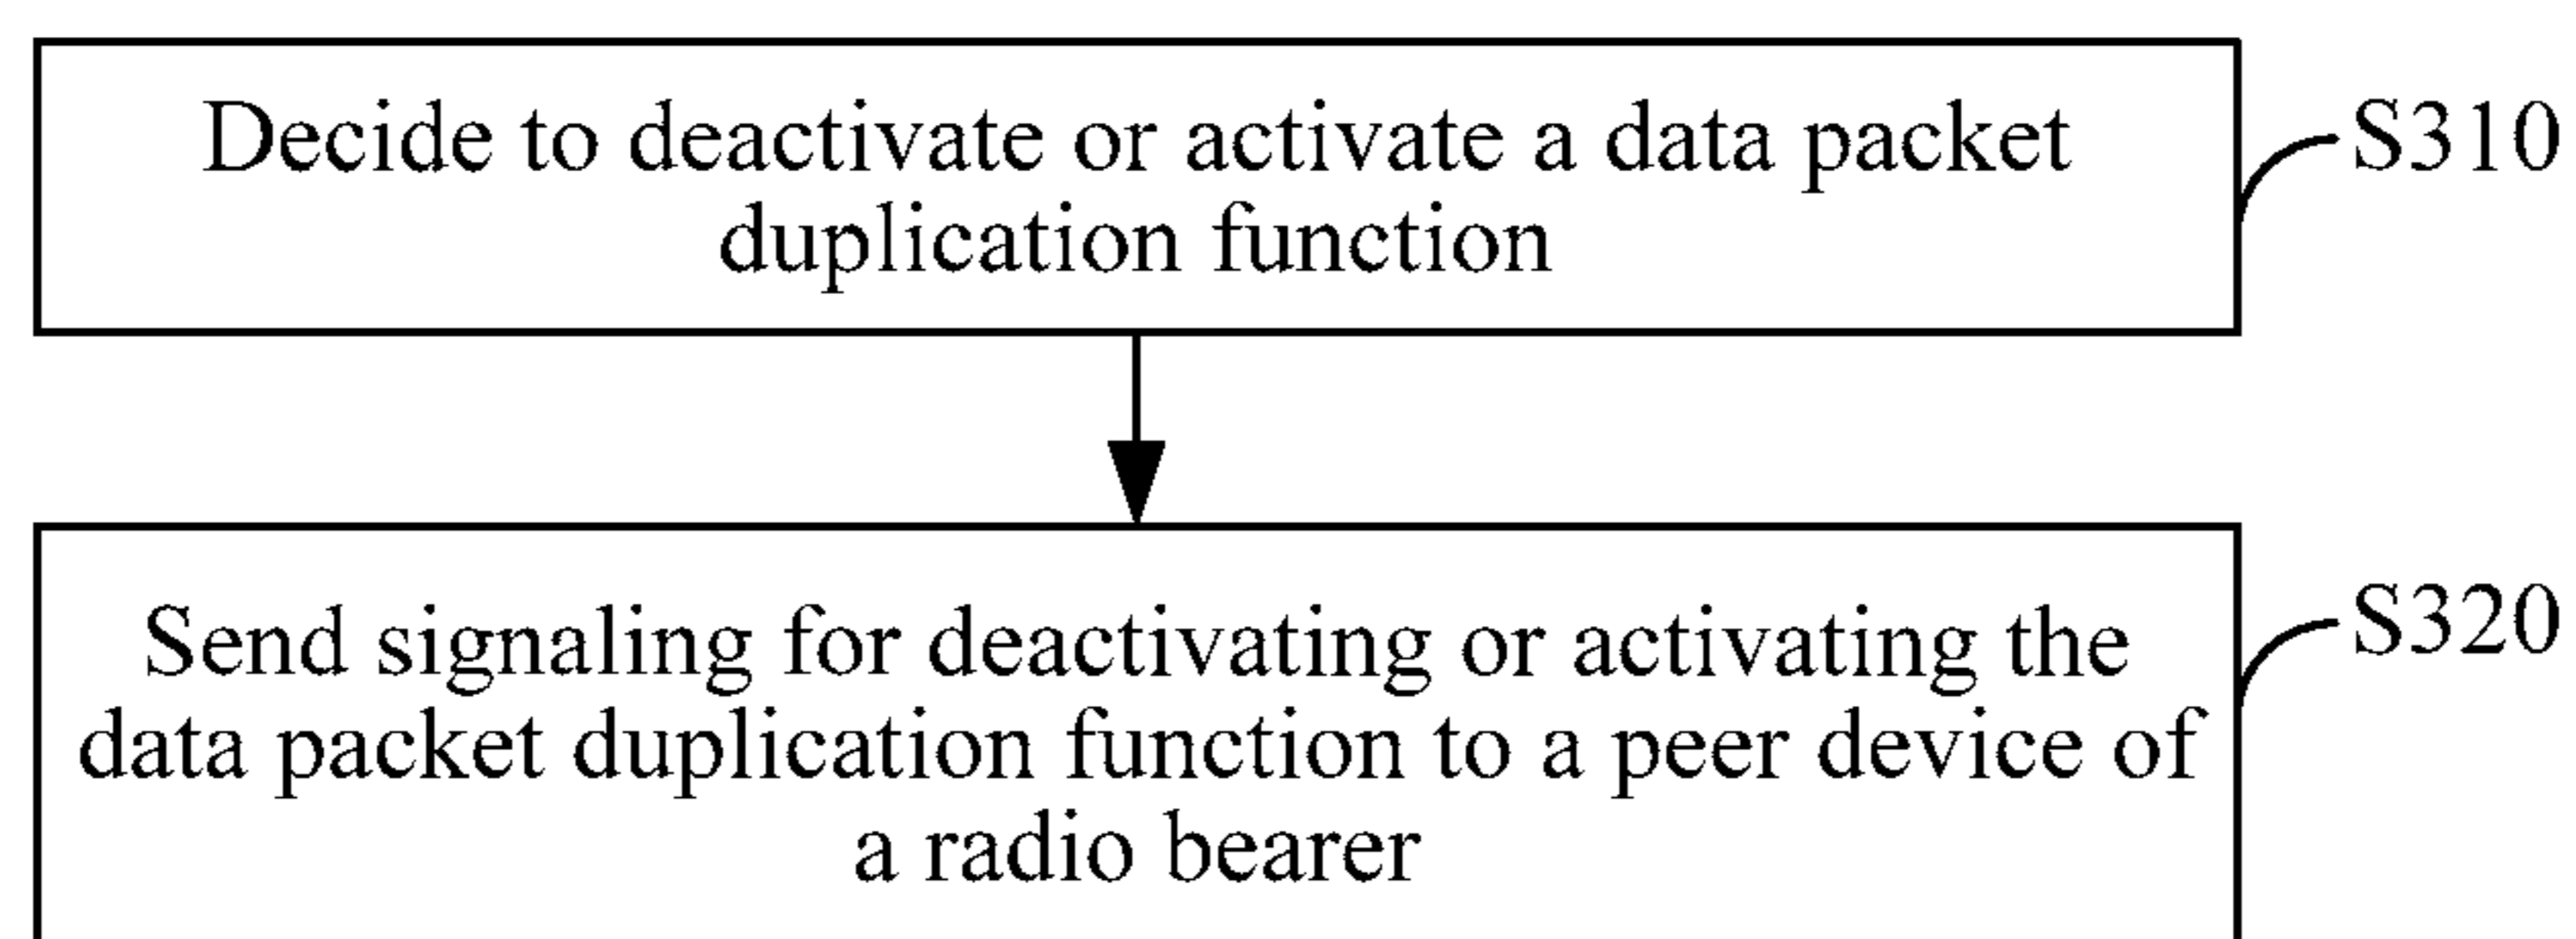 Decide to deactivate or activate a data packet
duplication function
S310
Send signaling for deactivating or activating the
data packet duplication function to a peer device of
a radio bearer
S320